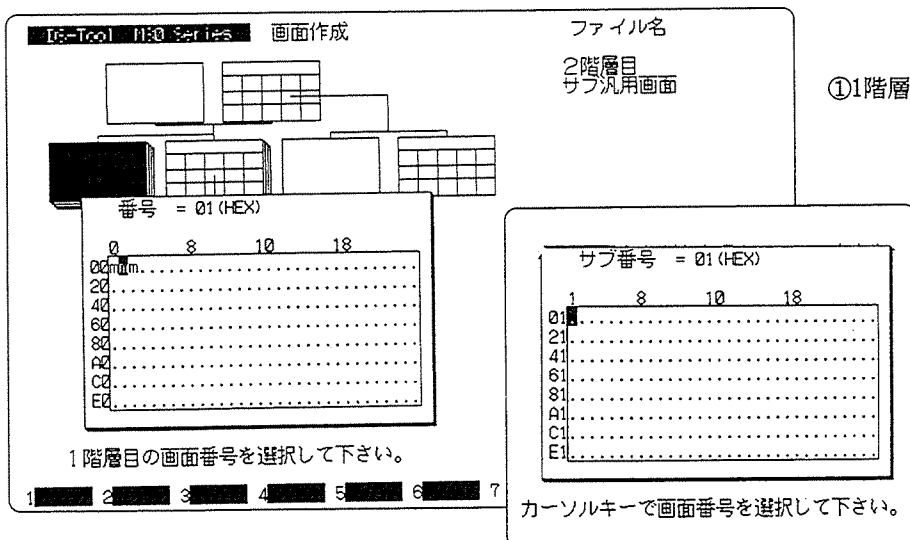 画面作成
ファイル名
2階層目
サブ汎用画面
①1階層
番号 = 01(HEX)
0 8 10 18
00mmm.......................................
20.......................................
40.......................................
60.......................................
80.......................................
A0.......................................
C0.......................................
E0.......................................
1階層目の画面番号を選択して下さい。
1 2 3 4 5 6 7
サブ番号 = 01(HEX)
1 8 10 18
01.......................................
21.......................................
41.......................................
61.......................................
81.......................................
A1.......................................
C1.......................................
E1.......................................
カーソルキーで画面番号を選択して下さい。